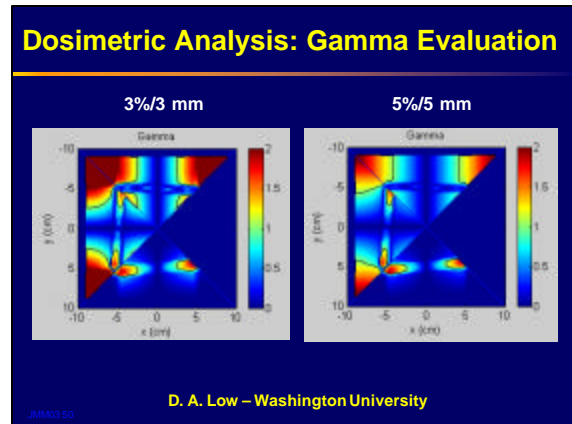 Dosimetric Analysis: Gamma Evaluation
3%/3 mm
5%/5 mm
Gamma
-10
-5
0
5
10
y (cm)
-10 -5 0 5 10
x (cm)
2
1.5
1
0.5
0
Gamma
-10
-5
0
5
10
y (cm)
-10 -5 0 5 10
x (cm)
2
1.5
1
0.5
0
D. A. Low – Washington University
JMM03:50